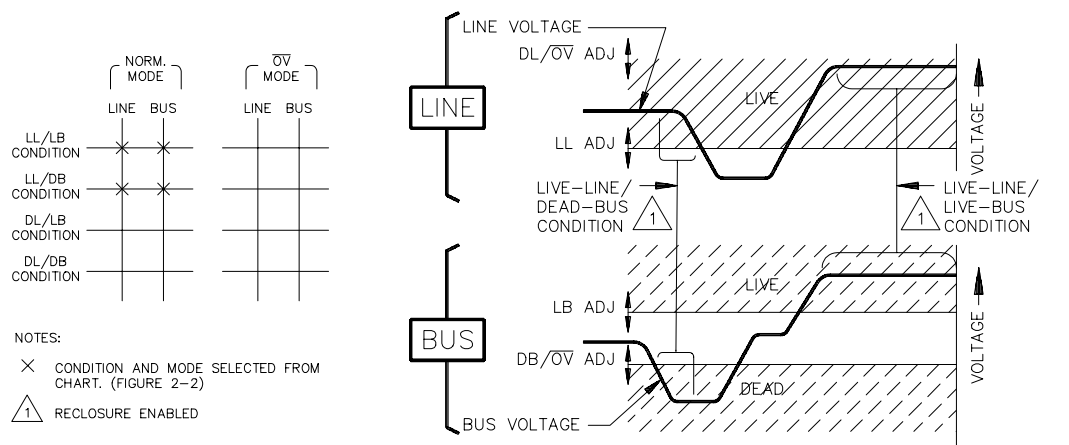 NORM.
MODE
OV
MODE
LINE BUS
LINE BUS
LL/LB
CONDITION
LL/DB
CONDITION
DL/LB
CONDITION
DL/DB
CONDITION
NOTES:
CONDITION AND MODE SELECTED FROM
CHART. (FIGURE 2-2)
1 RECLOSURE ENABLED
LINE VOLTAGE
DL/OV ADJ
LINE
LL ADJ
LIVE
VOLTAGE
LIVE-LINE/
DEAD-BUS
CONDITION
1
LIVE-LINE/
LIVE-BUS
CONDITION
1
LIVE
LB ADJ
BUS
DB/OV ADJ
DEAD
VOLTAGE
BUS VOLTAGE